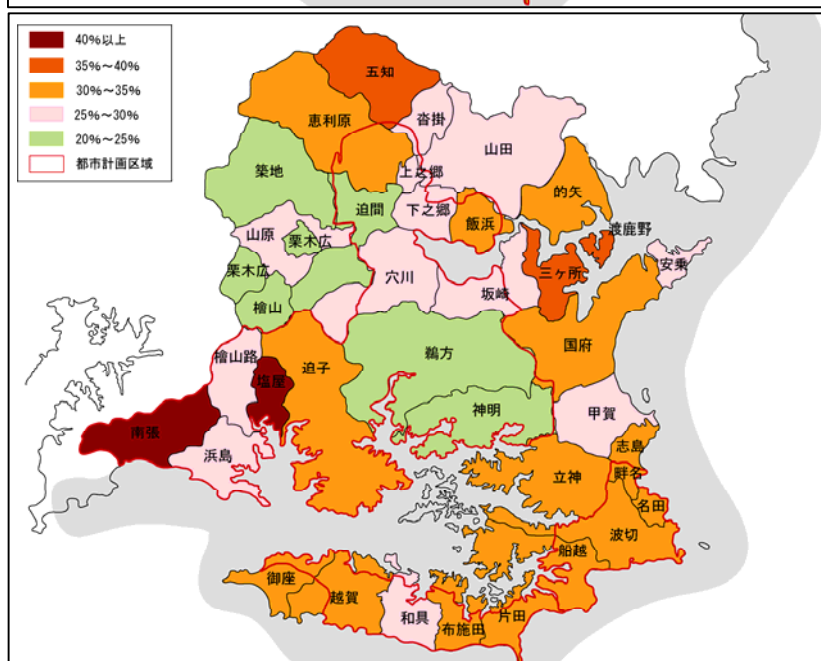 40%以上
35%～40%
30%～35%
25%～30%
20%～25%
都市計画区域
五知
恵利原
沓掛
山田
築地
上之郷
迫間
下之郷
飯浜
的矢
渡鹿野
山原
栗木広
栗木広
穴川
三ヶ所
安乗
坂崎
檜山
国府
鵜方
檜山路
迫子
塩屋
神明
甲賀
南張
浜島
志島
畔名
立神
名田
波切
船越
御座
越賀
和具
布施田
片田